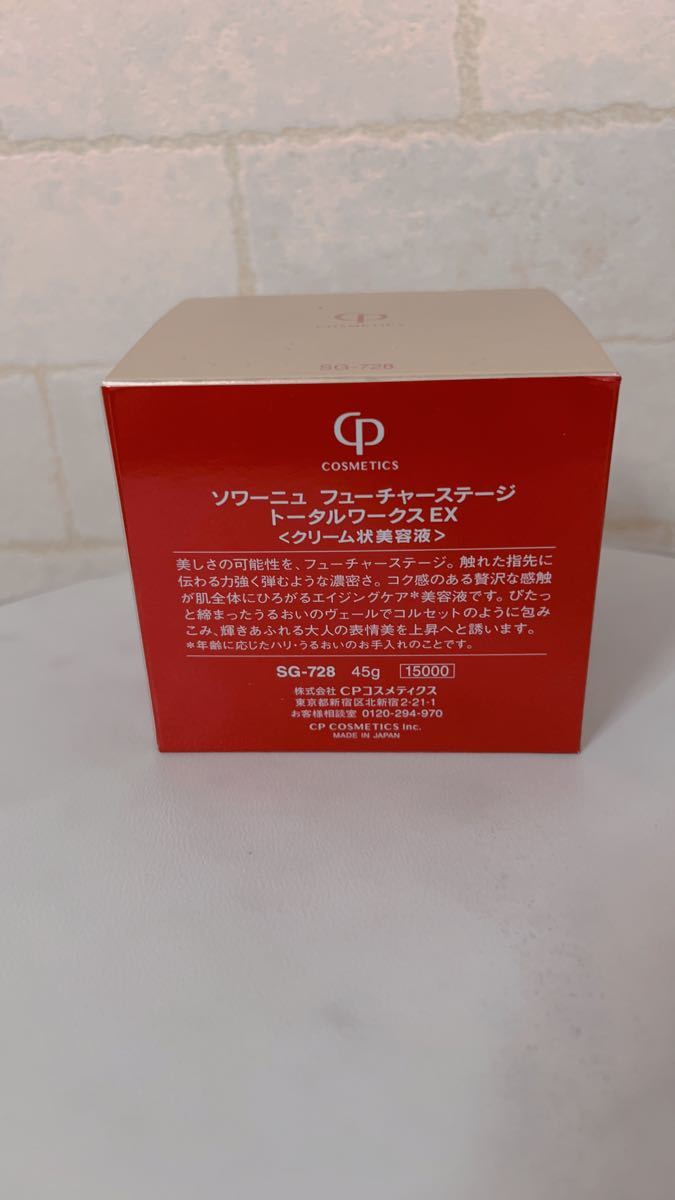 CP
COSMETICS
SG-728
CP
COSMETICS
ソワーニュ フューチャーステージ
トータルワークス EX
<クリーム状美容液>
美しさの可能性を、フューチャーステージ。触れた指先に
伝わる力強く弾むような濃密さ。コク感のある贅沢な感触
が肌全体にひろがるエイジングケア*美容液です。ぴたっ
と締まったうるおいのヴェールでコルセットのように包み
こみ、輝きあふれる大人の表情美を上昇へと誘います。
*年齢に応じたハリ・うるおいのお手入れのことです。
SG-728 45g 15000
株式会社 CPコスメティクス
東京都新宿区北新宿2-21-1
お客様相談室 0120-294-970
CP COSMETICS Inc.
MADE IN JAPAN